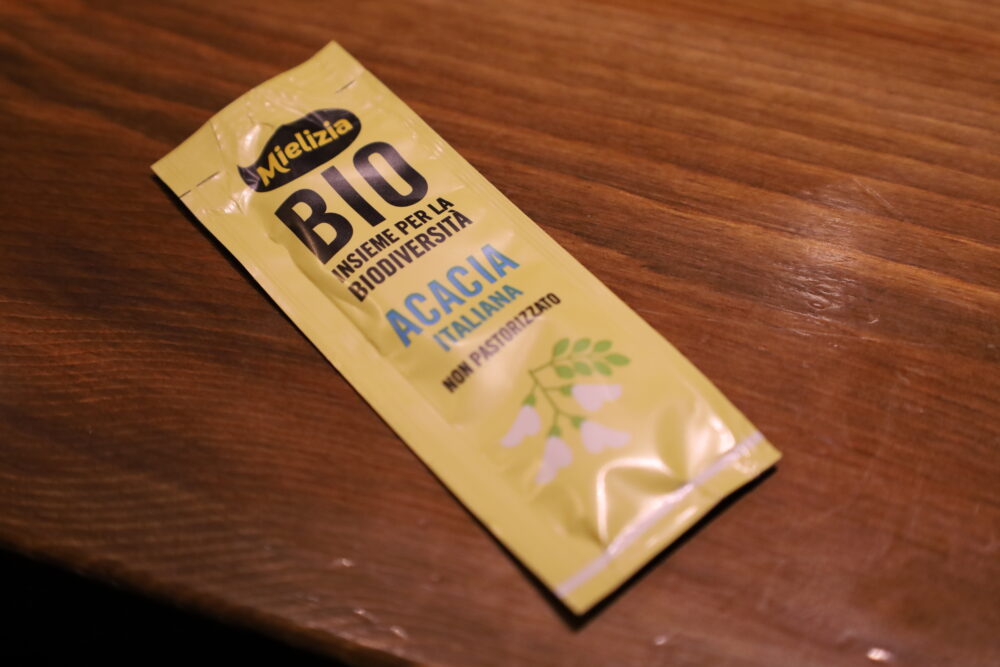 Mielizia
BIO
INSIEME PER LA
BIODIVERSITÀ
ACACIA
ITALIANA
NON PASTORIZZATO